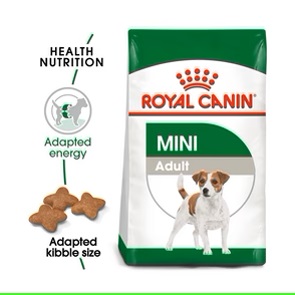 HEALTH
NUTRITION
Adapted
energy
Adapted
kibble size
ROYAL CANIN
MINI
Adult